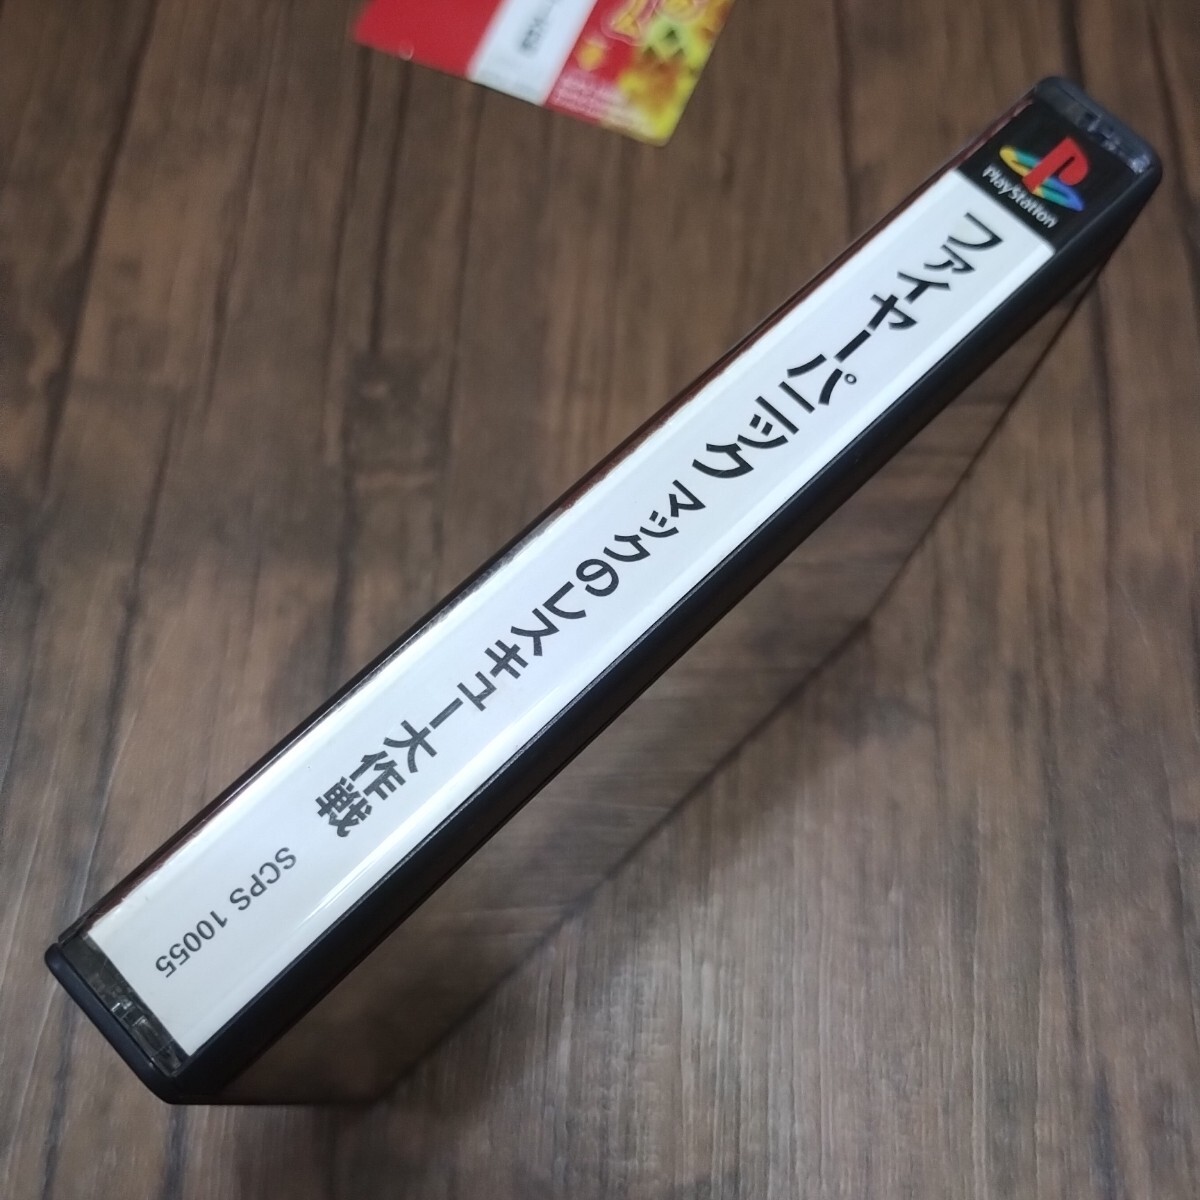 PlayStation
ファイヤーパニック マックのレスキュー大作戦
SCPS 10055